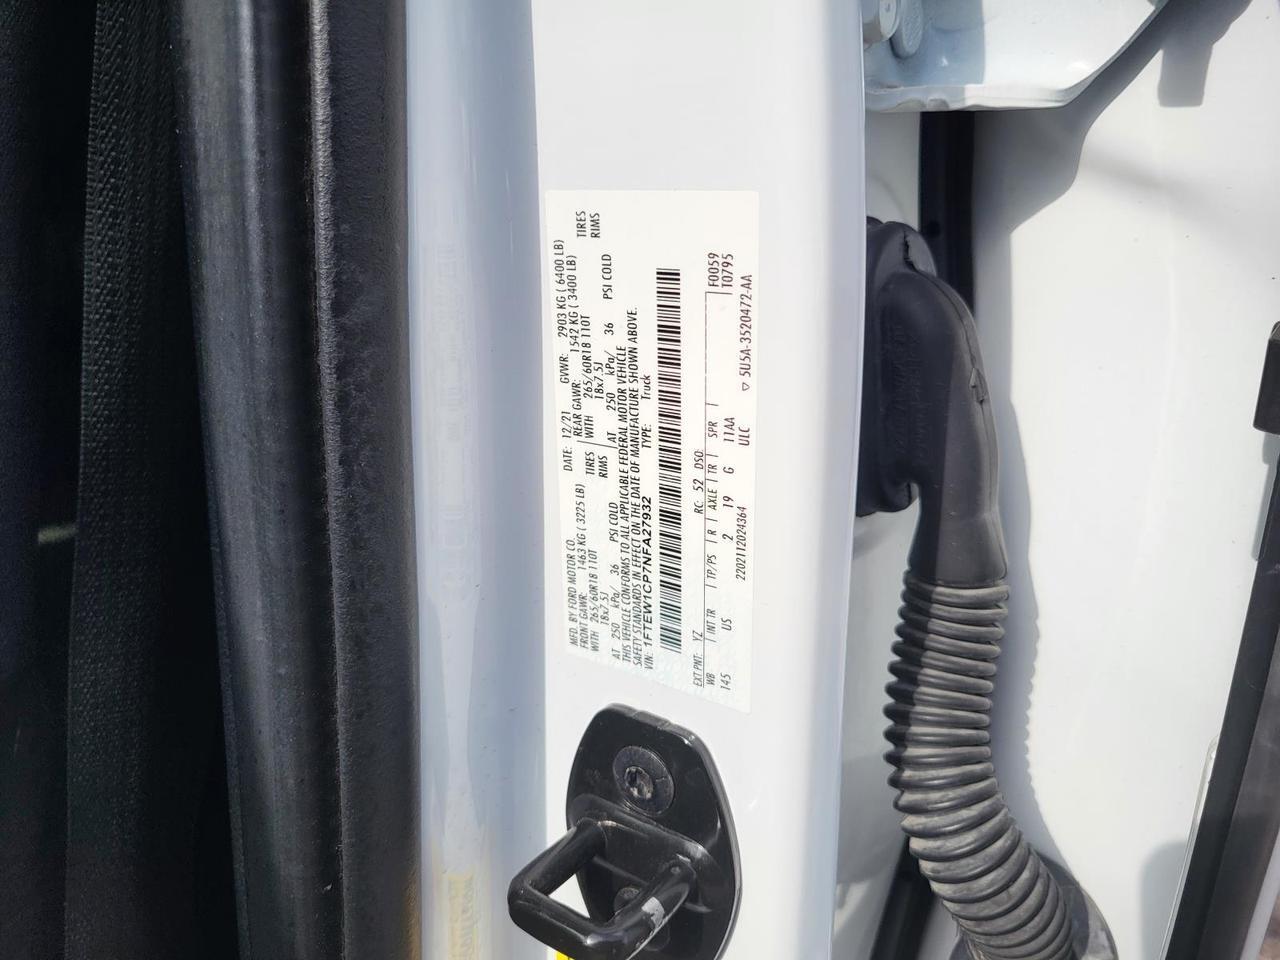 MFD. BY FORD MOTOR CO.
DATE: 12/21 GVWR: 2903 KG ( 6400 LB)
FRONT GAWR: 1463 KG ( 3225 LB) REAR GAWR: 1542 KG ( 3400 LB)
WITH 265/60R18 110T TIRES WITH 265/60R18 110T TIRES
18x7.5J RIMS 18x7.5J RIMS
AT 250 kPa/ 36 PSI COLD AT 250 kPa/ 36 PSI COLD
THIS VEHICLE CONFORMS TO ALL APPLICABLE FEDERAL MOTOR VEHICLE
SAFETY STANDARDS IN EFFECT ON THE DATE OF MANUFACTURE SHOWN ABOVE.
VIN: 1FTEW1CP7NFA27932 TYPE: Truck
EXT PNT: YZ RC: 52 DSO: F0059
WB INT TR TP/PS R AXLE TR SPR T0795
145 US 2 19 G 11AA
2202112024364 ULC ▽ 5U5A-3520472-AA